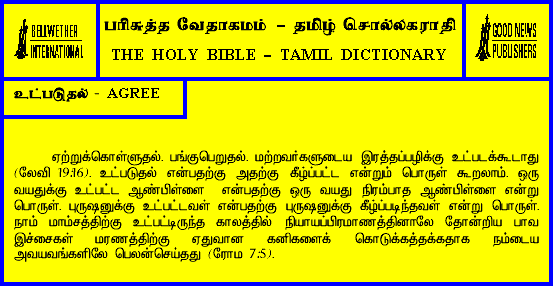 BELLWETHER
INTERNATIONAL
பரிசுத்த வேதாகமம் – தமிழ் சொல்லகராதி
THE HOLY BIBLE – TAMIL DICTIONARY
GOOD NEWS
PUBLISHERS
உட்படுதல் - AGREE
ஏற்றுக்கொள்ளுதல். பங்குபெறுதல். மற்றவர்களுடைய இரத்தப்பழிக்கு உட்படக்கூடாது
(லேவி 19:16). உட்படுதல் என்பதற்கு அதற்கு கீழ்ப்பட்ட என்றும் பொருள் கூறலாம். ஒரு
வயதுக்கு உட்பட்ட ஆண்பிள்ளை என்பதற்கு ஒரு வயது நிரம்பாத ஆண்பிள்ளை என்று
பொருள். புருஷனுக்கு உட்பட்டவள் என்பதற்கு புருஷனுக்கு கீழ்ப்படிந்தவள் என்று பொருள்.
நாம் மாம்சத்திற்கு உட்பட்டிருந்த காலத்தில் நியாயப்பிரமாணத்தினாலே தோன்றிய பாவ
இச்சைகள் மரணத்திற்கு ஏதுவான கனிகளைக் கொடுக்கத்தக்கதாக நம்டைய
அவயவங்களிலே பெலன்செய்தது (ரோம 7:5).